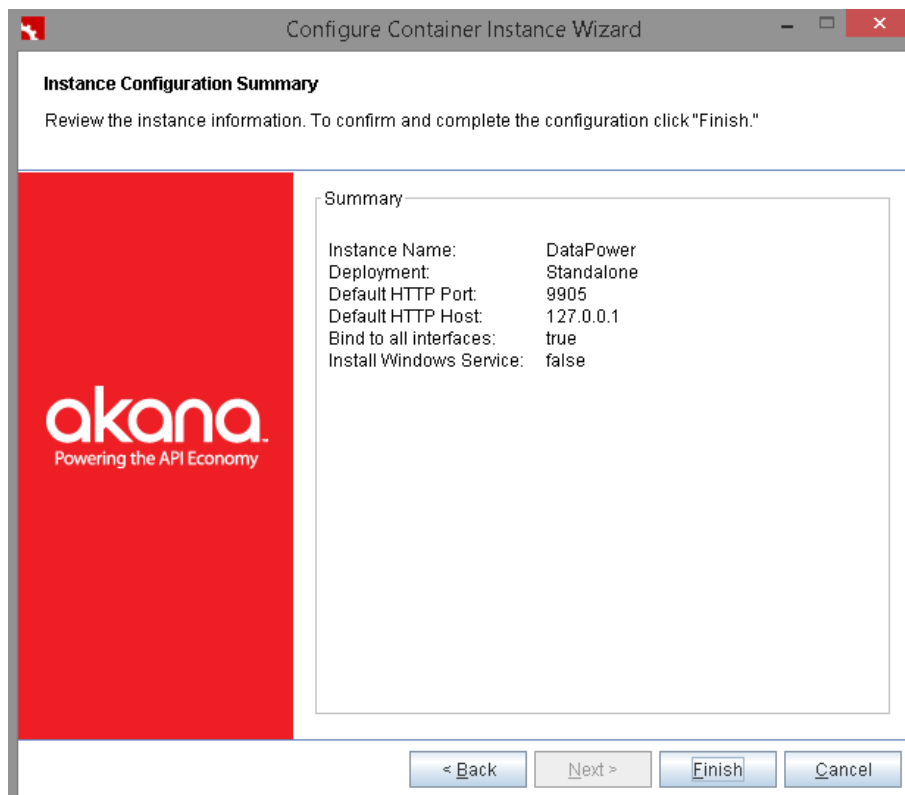 Configure Container Instance Wizard
Instance Configuration Summary
Review the instance information. To confirm and complete the configuration click "Finish."
Summary
Instance Name: DataPower
Deployment: Standalone
Default HTTP Port: 9905
Default HTTP Host: 127.0.0.1
Bind to all interfaces: true
Install Windows Service: false
akana
Powering the API Economy
< Back Next > Finish Cancel